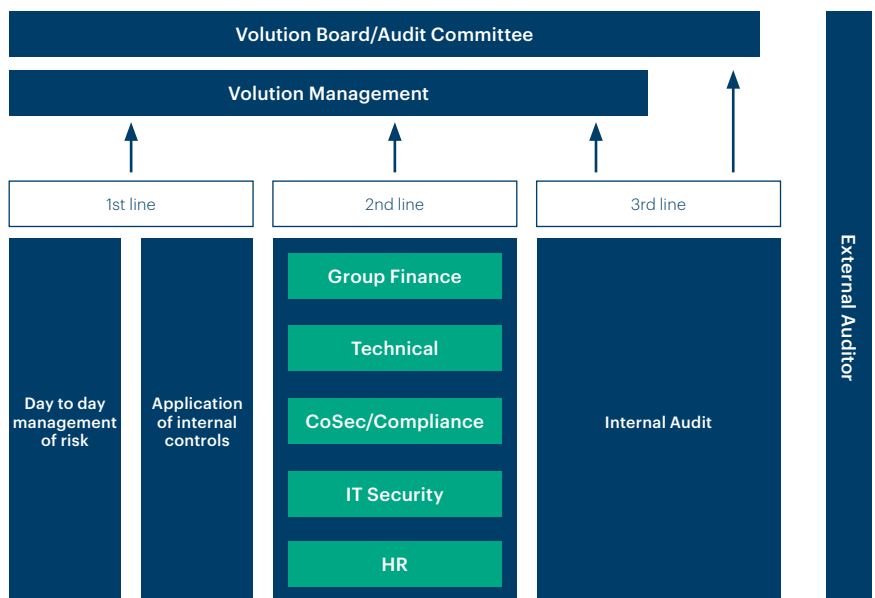 Volution Board/Audit Committee
Volution Management
1st line
2nd line
3rd line
Day to day
management
of risk
Application
of internal
controls
Group Finance
Technical
CoSec/Compliance
IT Security
HR
Internal Audit
External Auditor